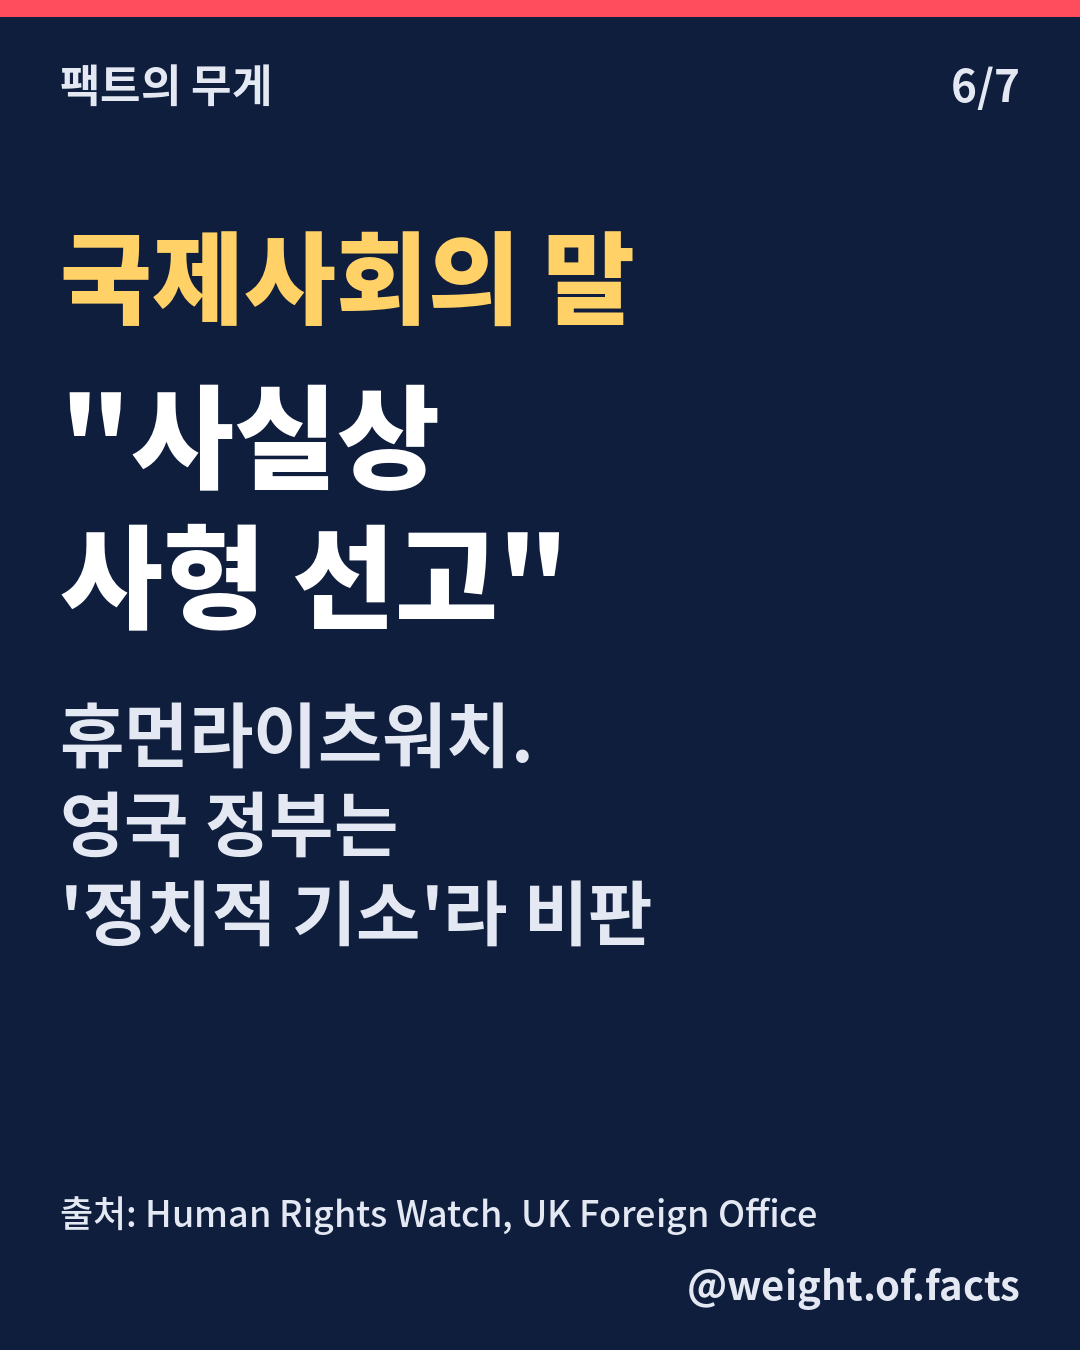 팩트의 무게
6/7
국제사회의 말
"사실상
사형 선고"
휴먼라이츠워치.
영국 정부는
'정치적 기소'라 비판
출처: Human Rights Watch, UK Foreign Office
@weight.of.facts